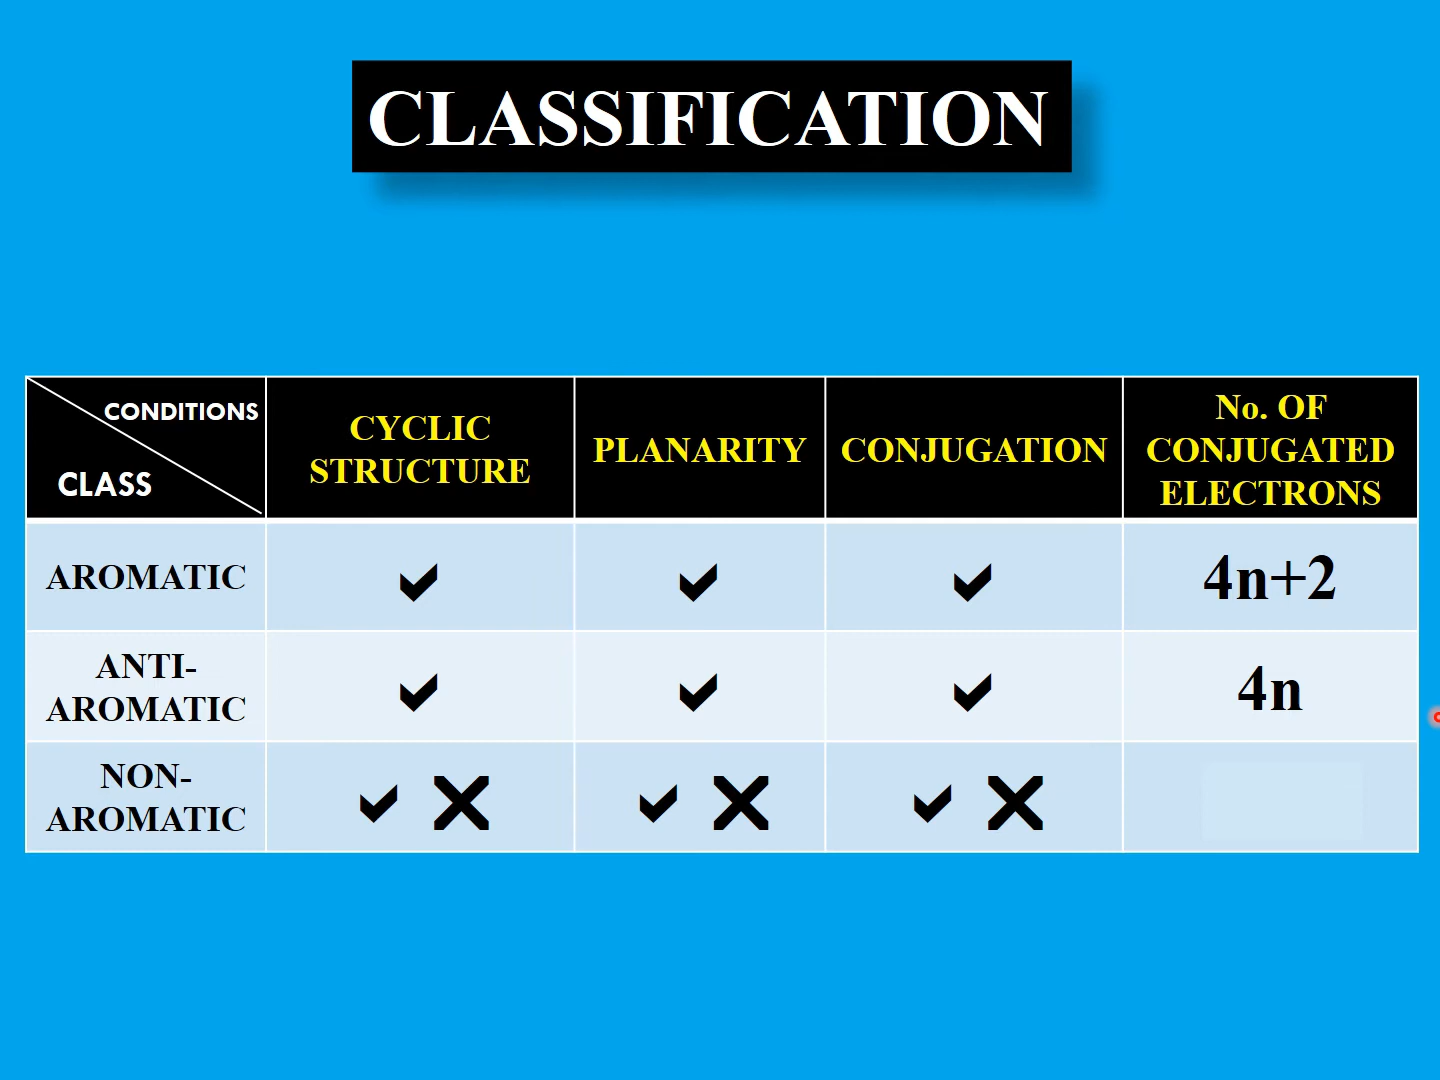 CLASSIFICATION
CONDITIONS
CLASS
CYCLIC
STRUCTURE
PLANARITY
CONJUGATION
No. OF
CONJUGATED
ELECTRONS
AROMATIC
✔
✔
✔
4n+2
ANTI-
AROMATIC
✔
✔
✔
4n
NON-
AROMATIC
✔ ✖
✔ ✖
✔ ✖